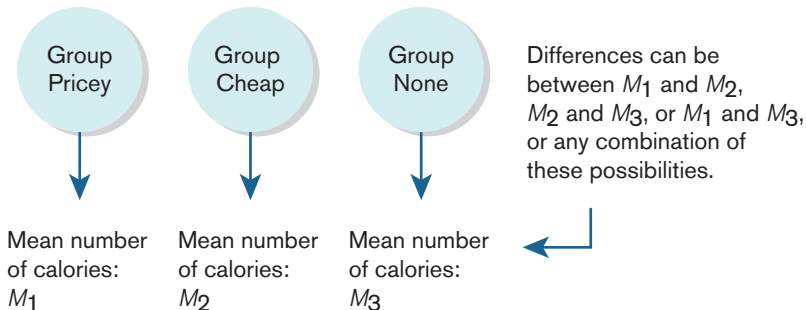 Group
Pricey
Group
Cheap
Group
None
Differences can be
between M1 and M2,
M2 and M3, or M1 and M3,
or any combination of
these possibilities.
Mean number
of calories:
M1
Mean number
of calories:
M2
Mean number
of calories:
M3